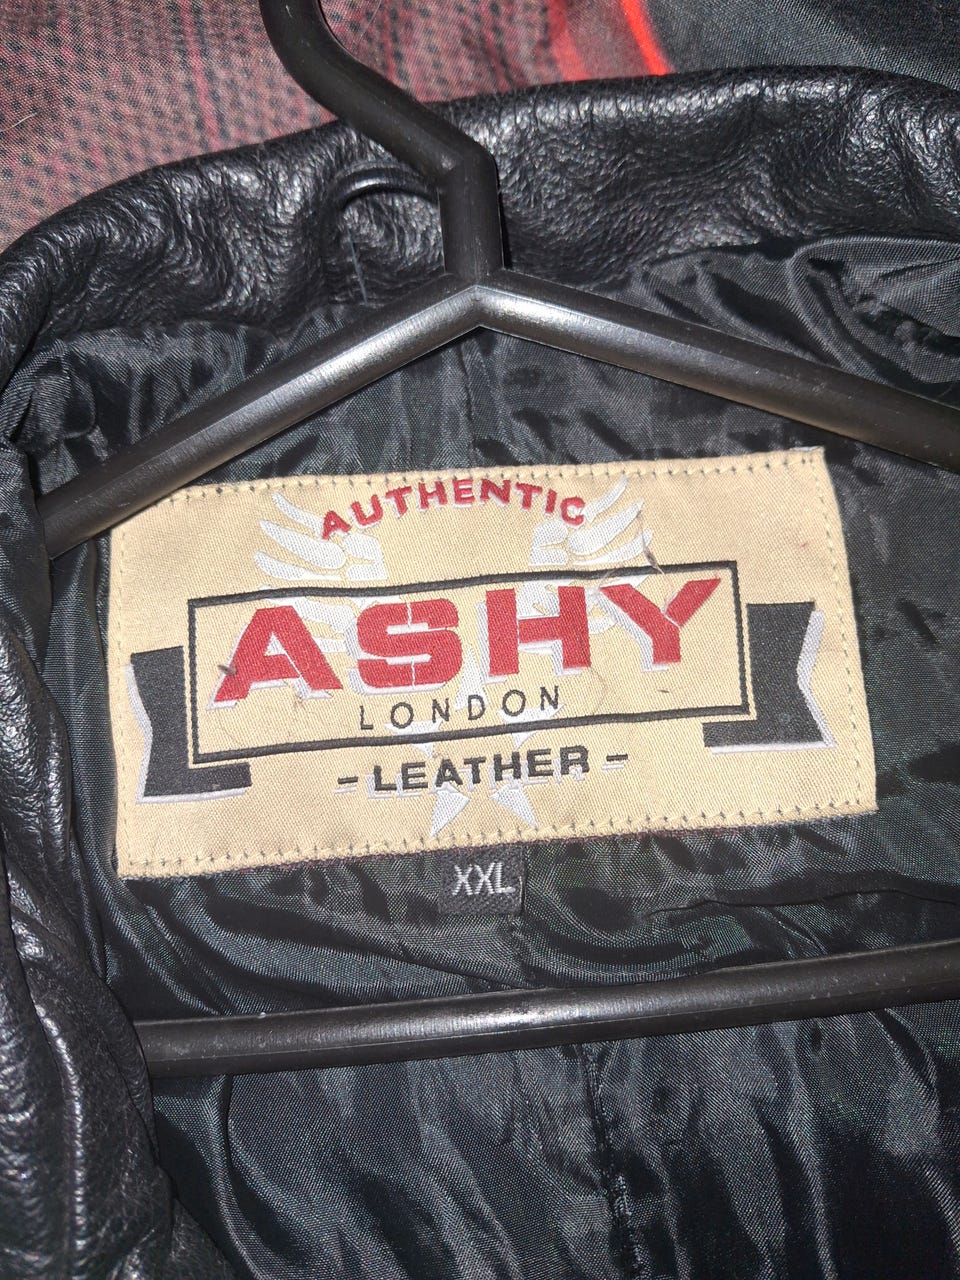 AUTHENTIC
ASHY
LONDON
-LEATHER-
XXL